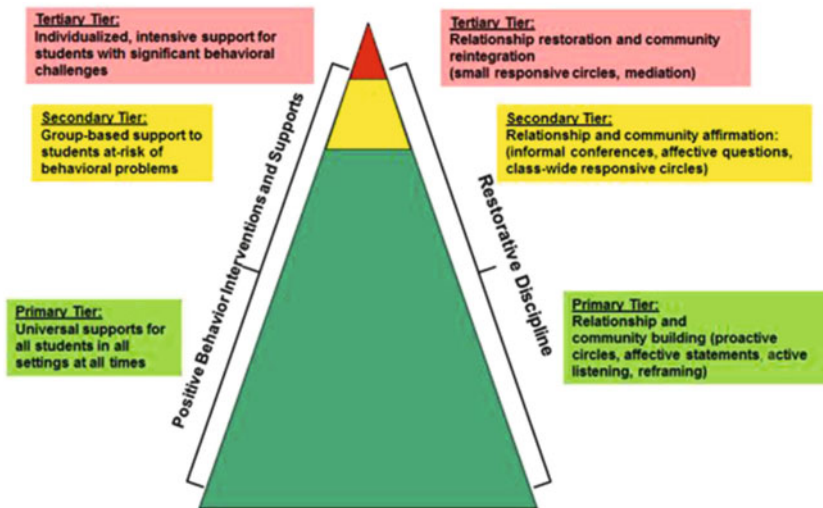 Tertiary Tier:
Individualized, intensive support for
students with significant behavioral
challenges
Secondary Tier:
Group-based support to
students at-risk of
behavioral problems
Primary Tier:
Universal supports for
all students in all
settings at all times
Positive Behavior Interventions and Supports
Restorative Discipline
Tertiary Tier:
Relationship restoration and community
reintegration
(small responsive circles, mediation)
Secondary Tier:
Relationship and community affirmation:
(informal conferences, affective questions,
class-wide responsive circles)
Primary Tier:
Relationship and
community building (proactive
circles, affective statements, active
listening, reframing)